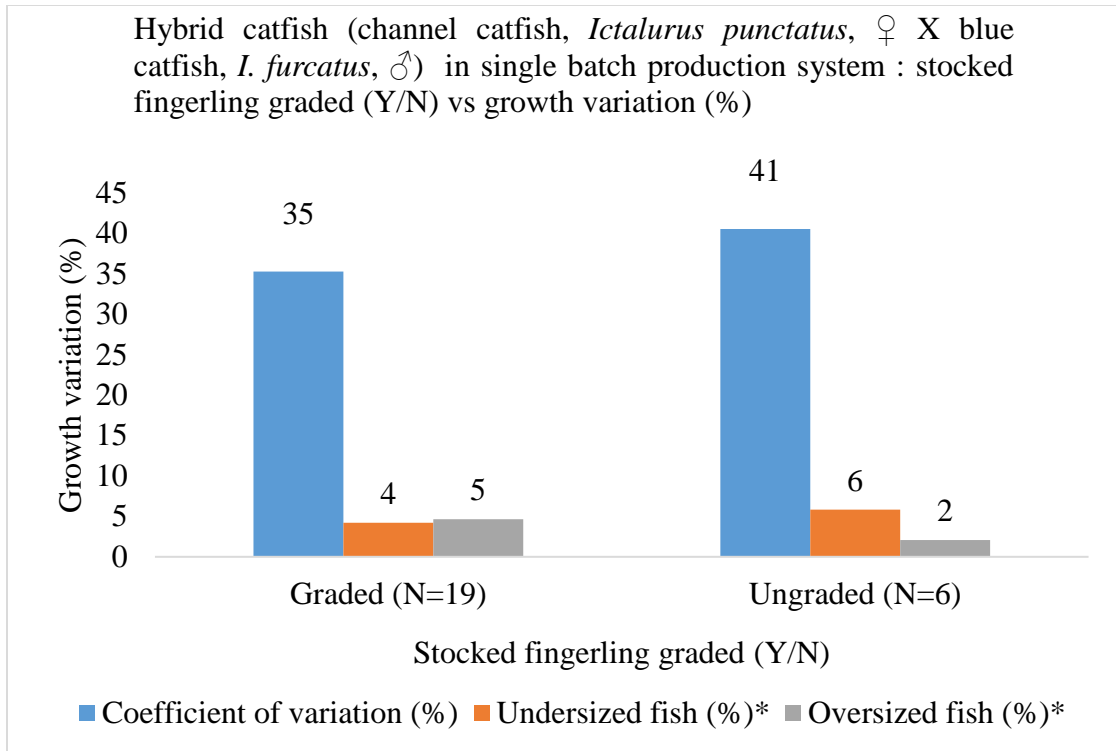 Hybrid catfish (channel catfish, Ictalurus punctatus, ♀ X blue
catfish, I. furcatus, ♂) in single batch production system : stocked
fingerling graded (Y/N) vs growth variation (%)
Growth variation (%)
45
40
35
30
25
20
15
10
5
0
35
4
5
41
6
2
Graded (N=19)
Ungraded (N=6)
Stocked fingerling graded (Y/N)
Coefficient of variation (%) Undersized fish (%)* Oversized fish (%)*